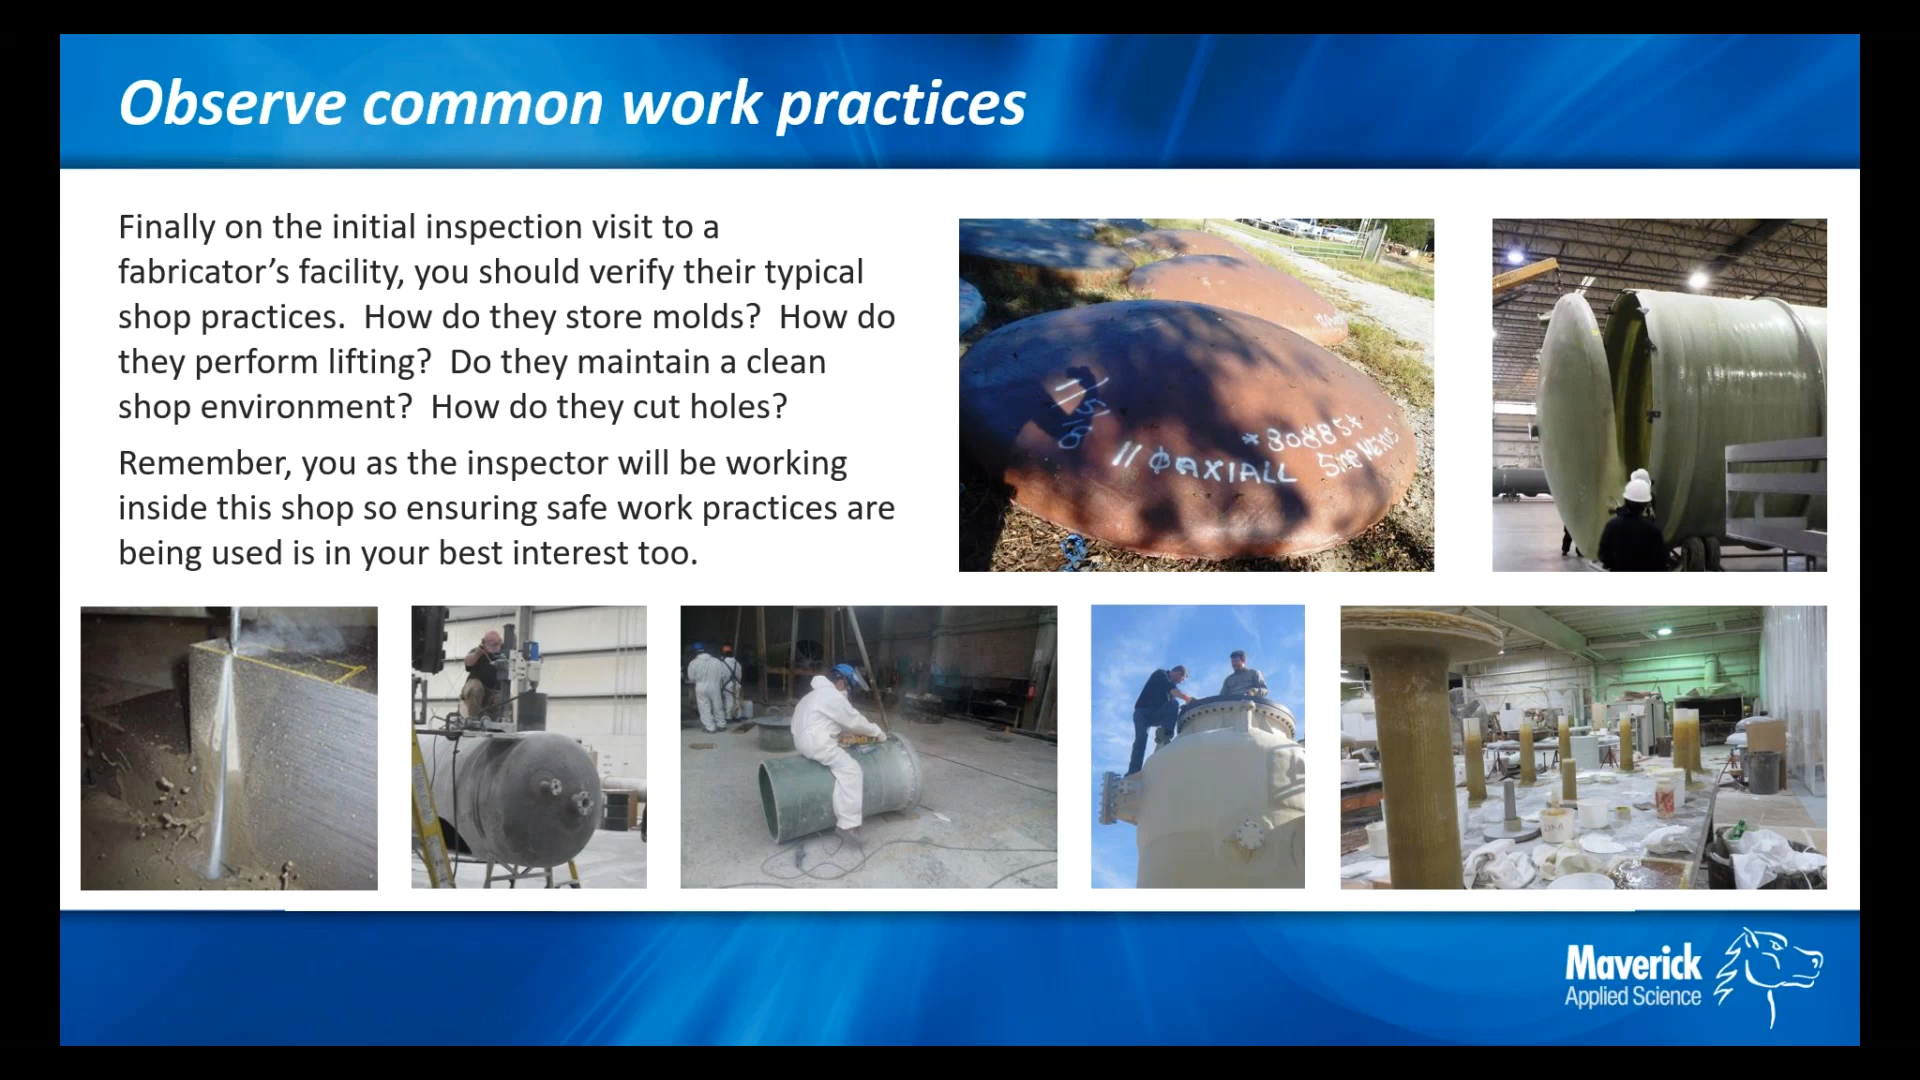 Observe common work practices
Finally on the initial inspection visit to a
fabricator’s facility, you should verify their typical
shop practices.  How do they store molds?  How do
they perform lifting?  Do they maintain a clean
shop environment?  How do they cut holes?
Remember, you as the inspector will be working
inside this shop so ensuring safe work practices are
being used is in your best interest too.
11 Φ AXIALL
*80885*
Maverick
Applied Science